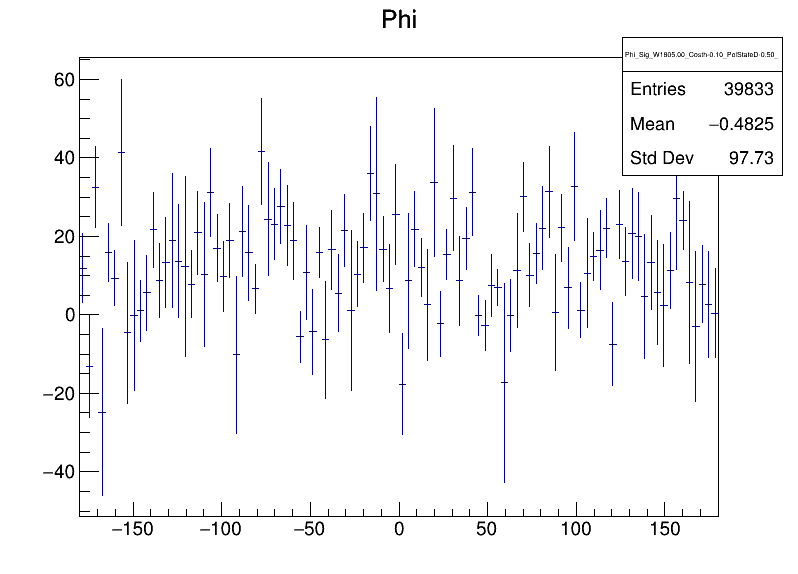 Phi
Phi_Sig_W1605.00_Costh-0.10_PolStateD-0.50_
Entries 39833
Mean −0.4825
Std Dev 97.73
60
40
20
0
−20
−40
−150 −100 −50 0 50 100 150